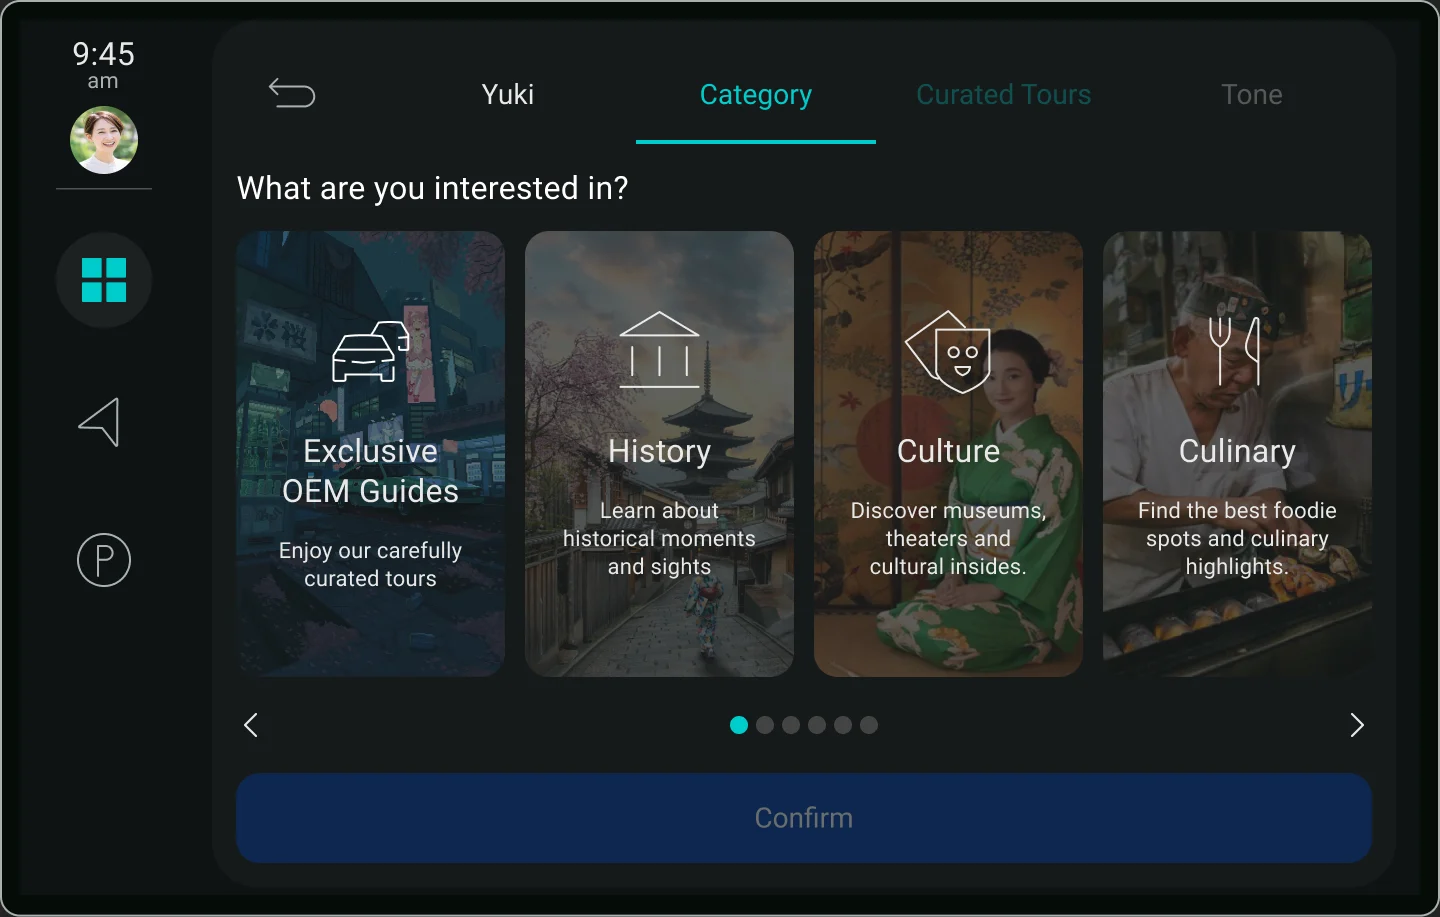 9:45
am
Yuki
Category
Curated Tours
Tone
What are you interested in?
Exclusive
OEM Guides
Enjoy our carefully
curated tours
History
Learn about
historical moments
and sights
Culture
Discover museums,
theaters and
cultural insides.
Culinary
Find the best foodie
spots and culinary
highlights.
P
Confirm